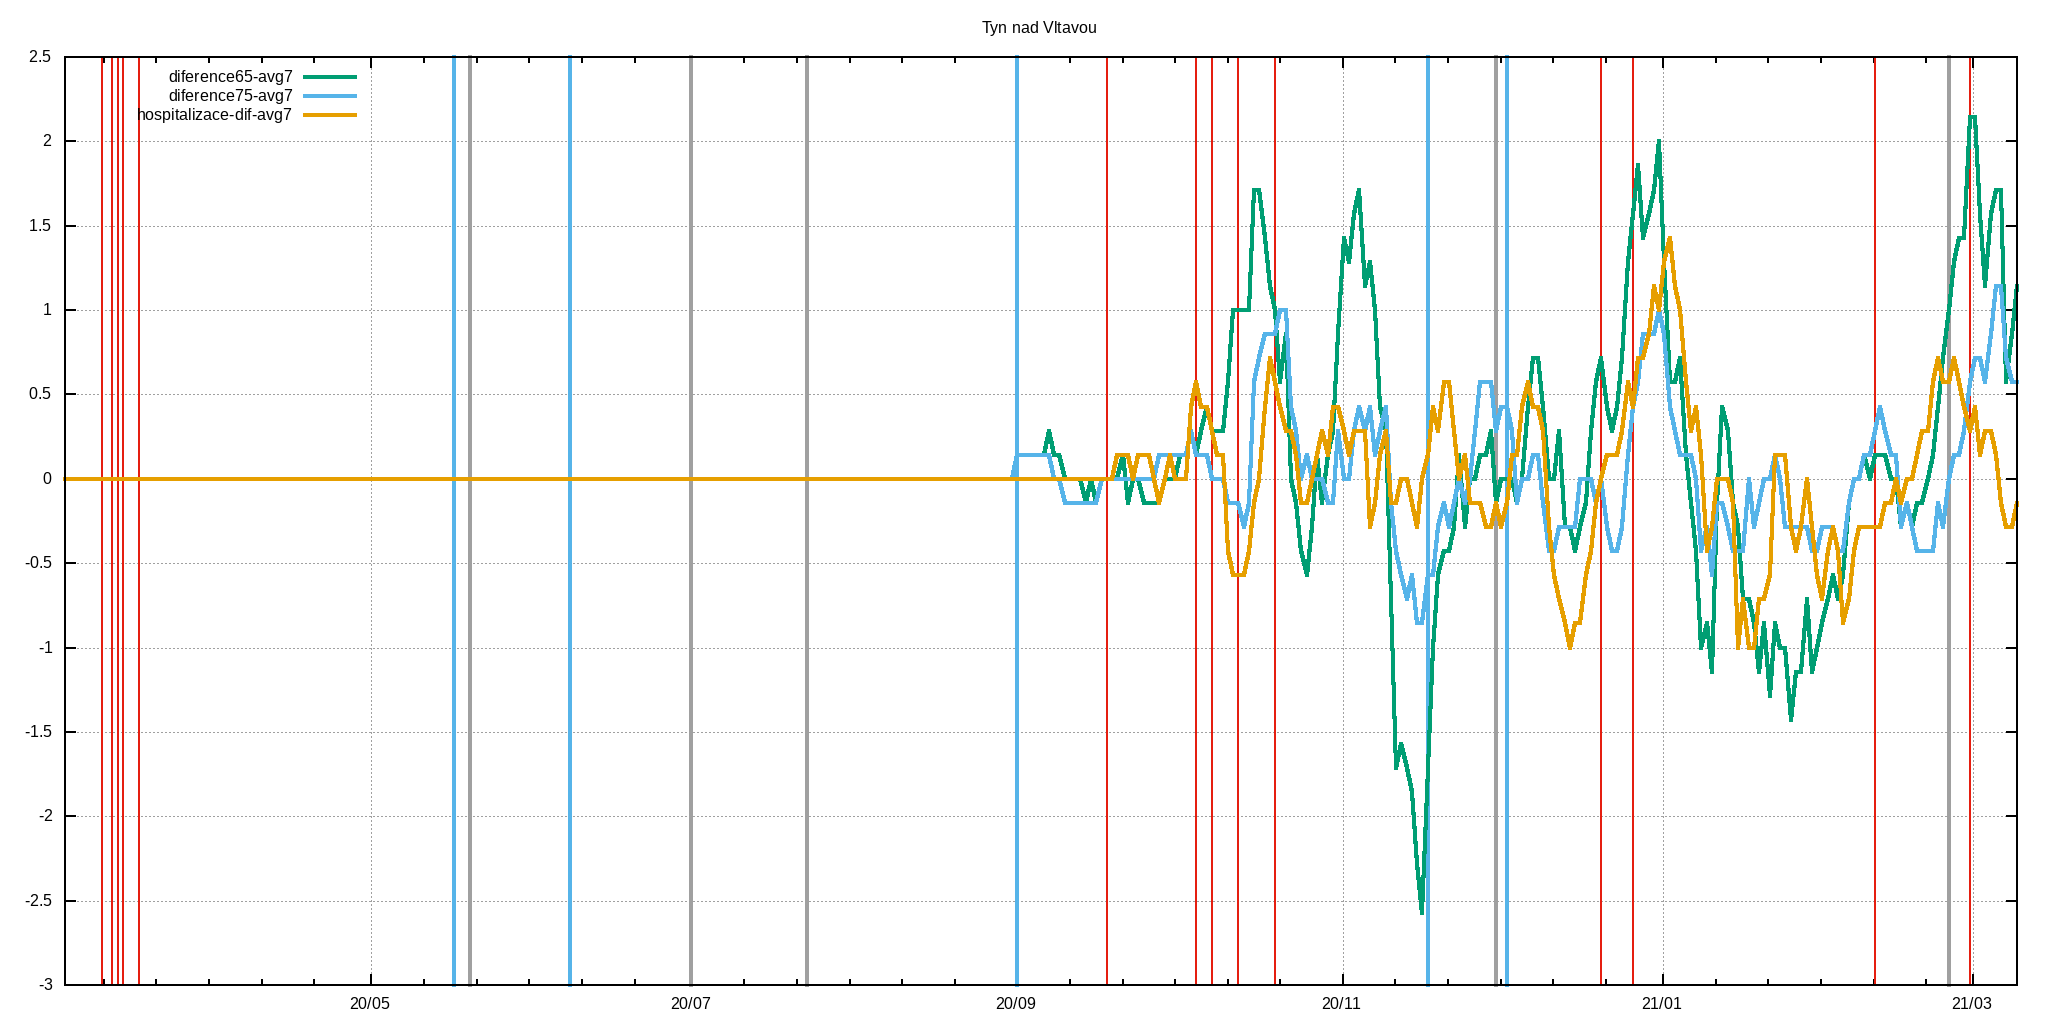 Tyn nad Vltavou
diference65-avg7
diference75-avg7
hospitalizace-dif-avg7
2.5
2
1.5
1
0.5
0
-0.5
-1
-1.5
-2
-2.5
-3
20/05 20/07 20/09 20/11 21/01 21/03